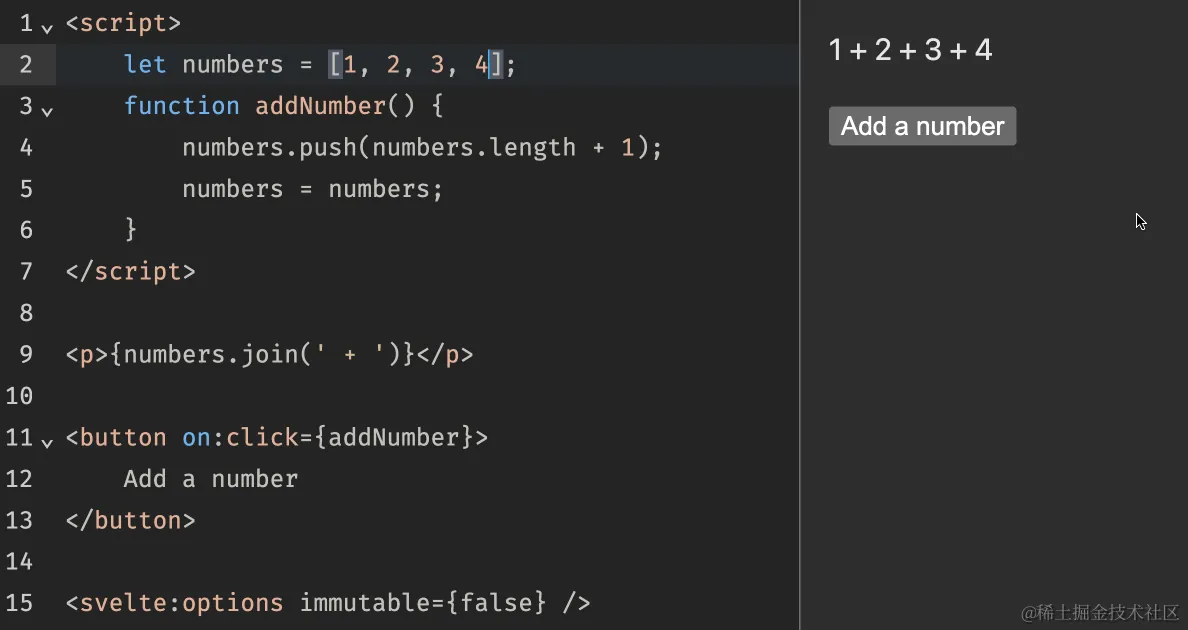 1 <script>
2 let numbers = [1, 2, 3, 4];
3 function addNumber() {
4 numbers.push(numbers.length + 1);
5 numbers = numbers;
6 }
7 </script>
8
9 <p>{numbers.join(' + ')}</p>
10
11 <button on:click={addNumber}>
12 Add a number
13 </button>
14
15 <svelte:options immutable={false} />
1 + 2 + 3 + 4
Add a number
@稀土掘金技术社区